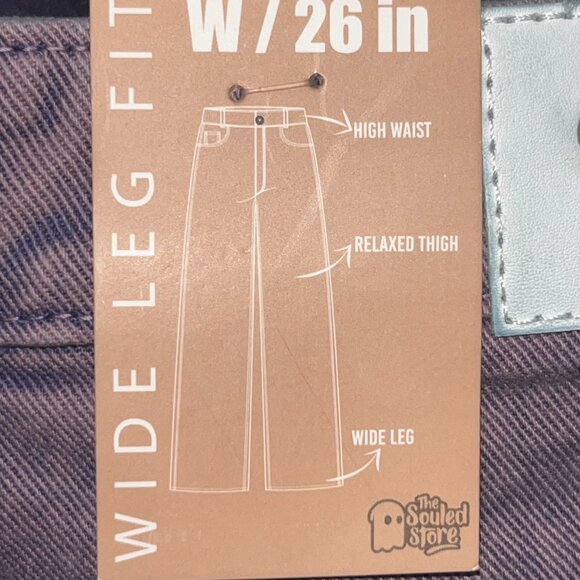 W / 26 in
WIDE LEG FIT
HIGH WAIST
RELAXED THIGH
WIDE LEG
The
Souled
Store